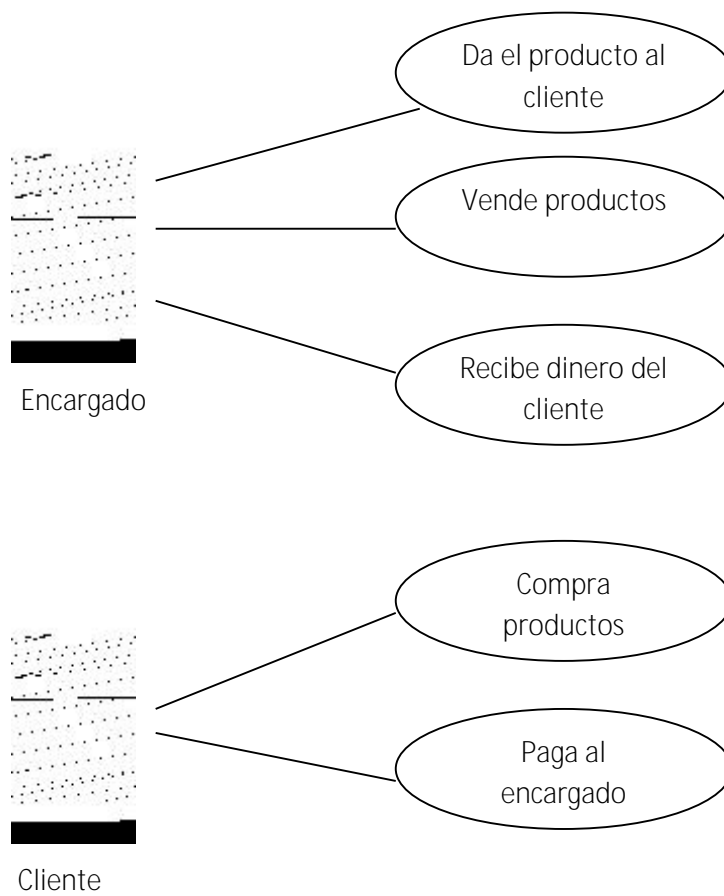 Da el producto al
cliente
Vende productos
Recibe dinero del
cliente
Encargado
Compra
productos
Paga al
encargado
Cliente